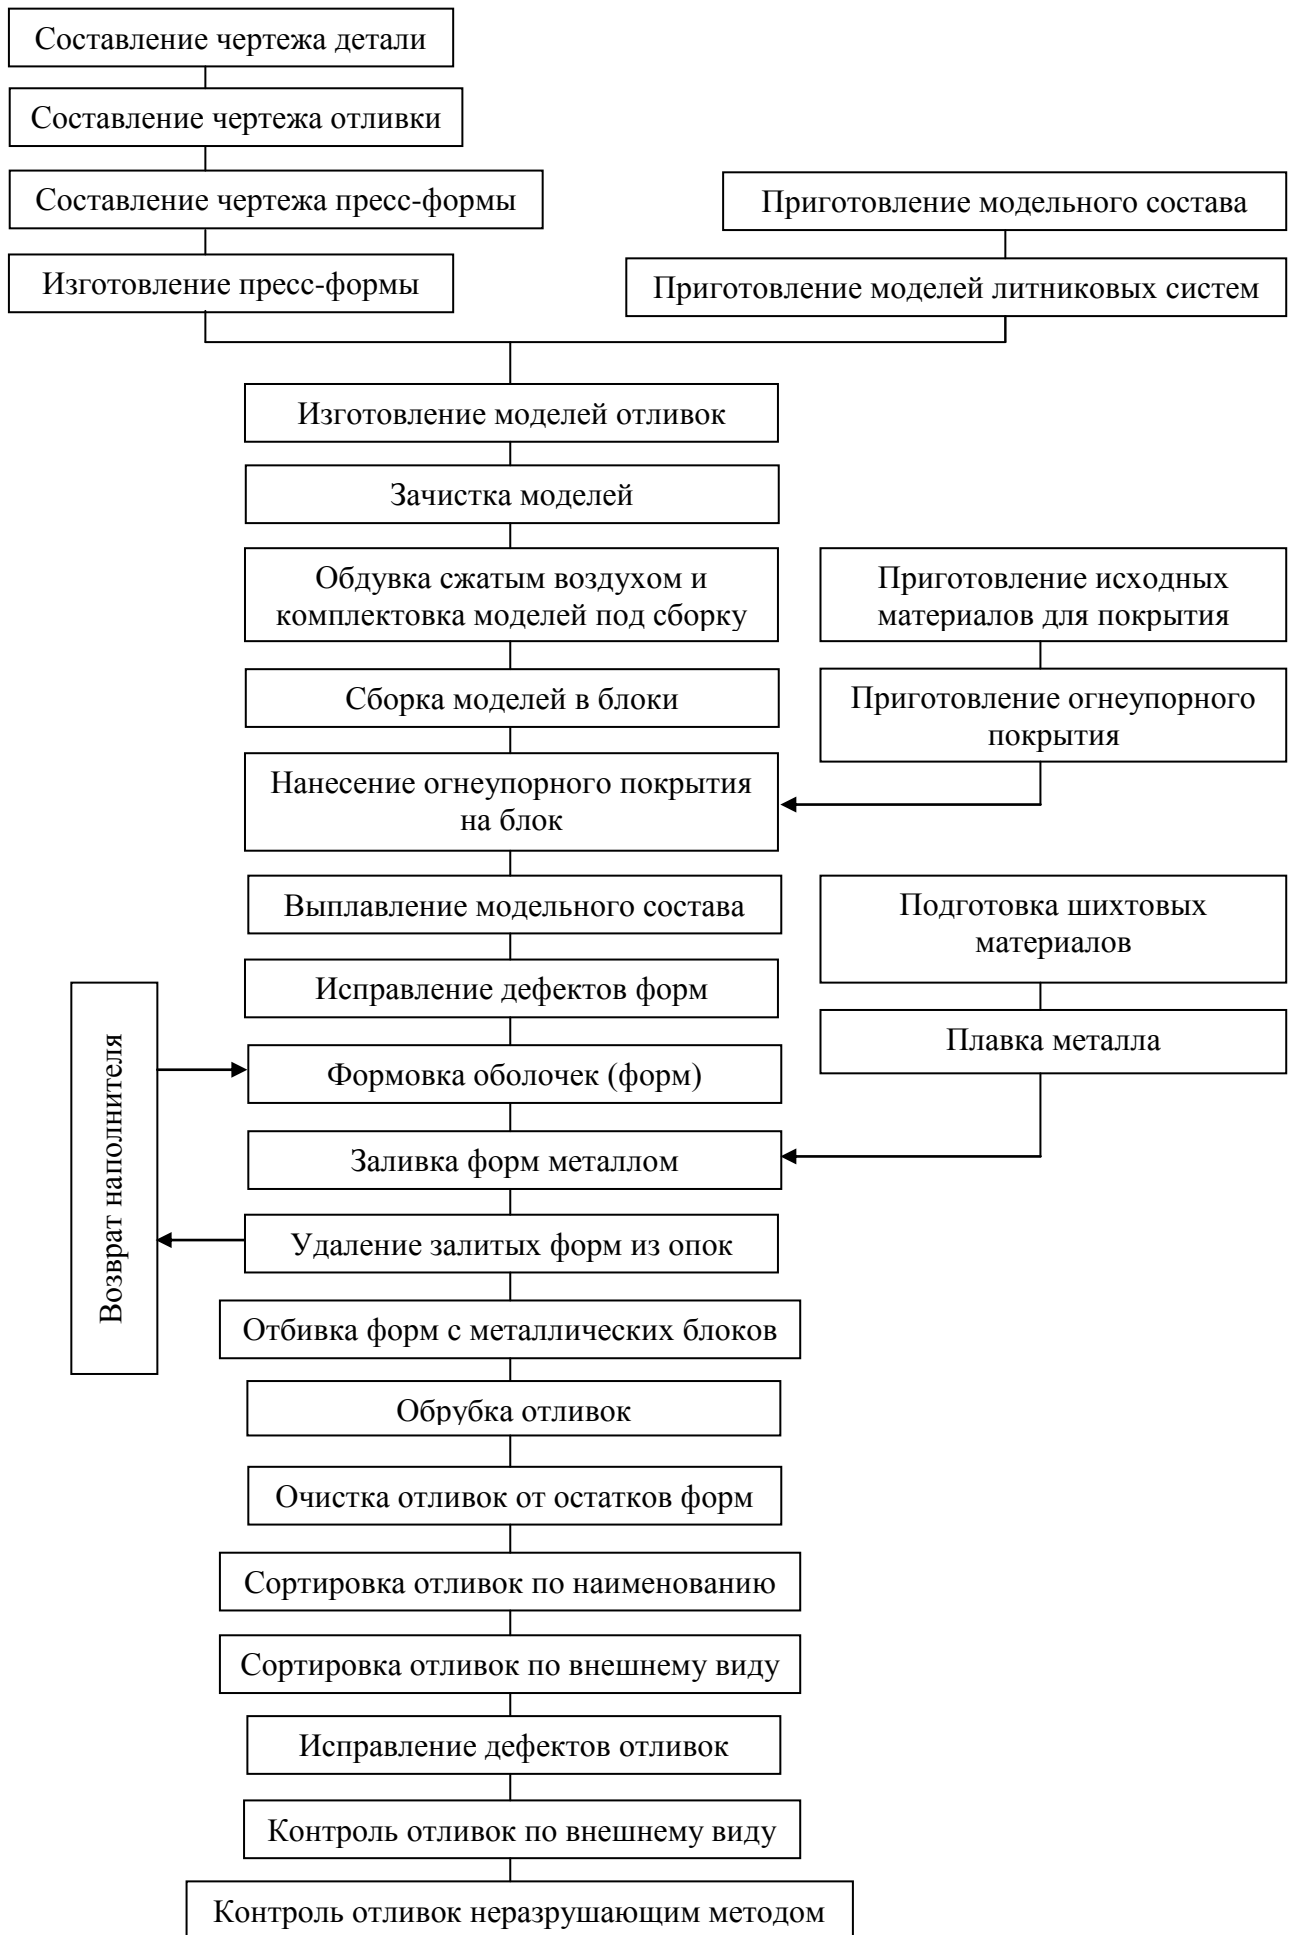 Составление чертежа детали
Составление чертежа отливки
Составление чертежа пресс-формы
Изготовление пресс-формы
Приготовление модельного состава
Приготовление моделей литниковых систем
Изготовление моделей отливок
Зачистка моделей
Обдувка сжатым воздухом и
комплектовка моделей под сборку
Сборка моделей в блоки
Приготовление исходных
материалов для покрытия
Приготовление огнеупорного
покрытия
Нанесение огнеупорного покрытия
на блок
Выплавление модельного состава
Исправление дефектов форм
Подготовка шихтовых
материалов
Плавка металла
Возврат наполнителя
Формовка оболочек (форм)
Заливка форм металлом
Удаление залитых форм из опок
Отбивка форм с металлических блоков
Обрубка отливок
Очистка отливок от остатков форм
Сортировка отливок по наименованию
Сортировка отливок по внешнему виду
Исправление дефектов отливок
Контроль отливок по внешнему виду
Контроль отливок неразрушающим методом